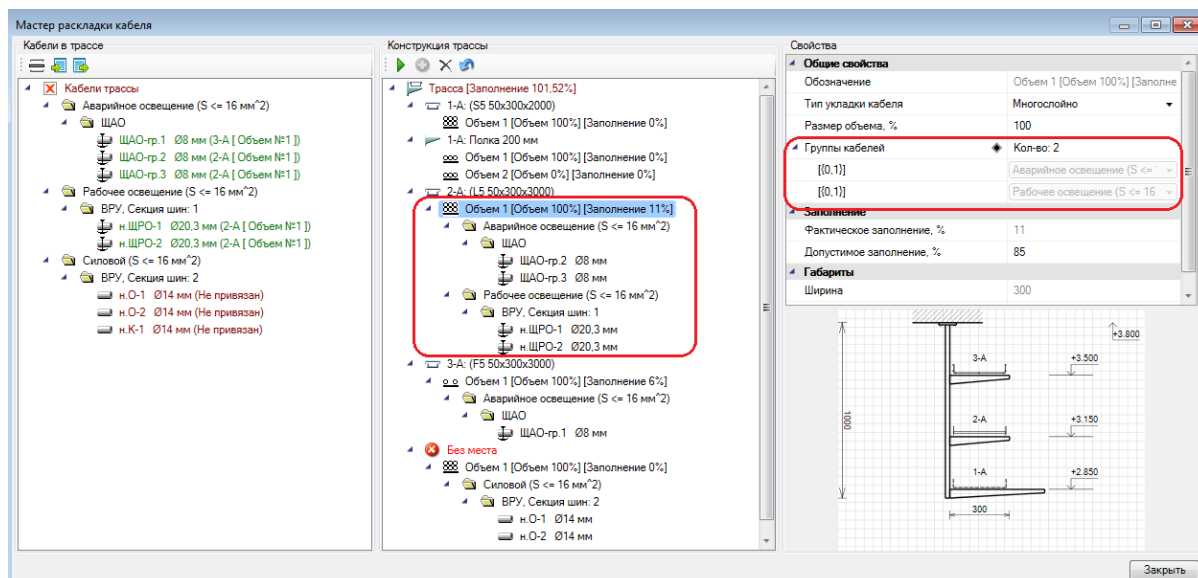 Мастер раскладки кабеля
Кабели в трассе
Кабели трассы
Аварийное освещение (S <= 16 мм^2)
ЩАО
ЩАО-гр.1 Ø8 мм (3-А [ Объем №1 ])
ЩАО-гр.2 Ø8 мм (2-А [ Объем №1 ])
ЩАО-гр.3 Ø8 мм (2-А [ Объем №1 ])
Рабочее освещение (S <= 16 мм^2)
ВРУ, Секция шин: 1
н.ЩРО-1 Ø20,3 мм (2-А [ Объем №1 ])
н.ЩРО-2 Ø20,3 мм (2-А [ Объем №1 ])
Силовой (S <= 16 мм^2)
ВРУ, Секция шин: 2
н.О-1 Ø14 мм (Не привязан)
н.О-2 Ø14 мм (Не привязан)
н.К-1 Ø14 мм (Не привязан)
Конструкция трассы
Трасса [Заполнение 101,52%]
1-А: (S5 50x300x2000)
Объем 1 [Объем 100%] [Заполнение 0%]
1-А: Полка 200 мм
Объем 1 [Объем 100%] [Заполнение 0%]
Объем 2 [Объем 0%] [Заполнение 0%]
2-А: (L5 50x300x3000)
Объем 1 [Объем 100%] [Заполнение 11%]
Аварийное освещение (S <= 16 мм^2)
ЩАО
ЩАО-гр.2 Ø8 мм
ЩАО-гр.3 Ø8 мм
Рабочее освещение (S <= 16 мм^2)
ВРУ, Секция шин: 1
н.ЩРО-1 Ø20,3 мм
н.ЩРО-2 Ø20,3 мм
3-А: (F5 50x300x3000)
Объем 1 [Объем 100%] [Заполнение 6%]
Аварийное освещение (S <= 16 мм^2)
ЩАО
ЩАО-гр.1 Ø8 мм
Без места
Объем 1 [Объем 100%] [Заполнение 0%]
Силовой (S <= 16 мм^2)
ВРУ, Секция шин: 2
н.О-1 Ø14 мм
н.О-2 Ø14 мм
Свойства
Общие свойства
Обозначение Объем 1 [Объем 100%] [Заполне
Тип укладки кабеля Многослойно
Размер объема, % 100
Группы кабелей Кол-во: 2
[{0,1}] Аварийное освещение (S <=
[{0,1}] Рабочее освещение (S <= 16
Заполнение
Фактическое заполнение, % 11
Допустимое заполнение, % 85
Габариты
Ширина 300
+3.800
3-А +3.500
2-А +3.150
1000
1-А +2.850
300
Закрыть